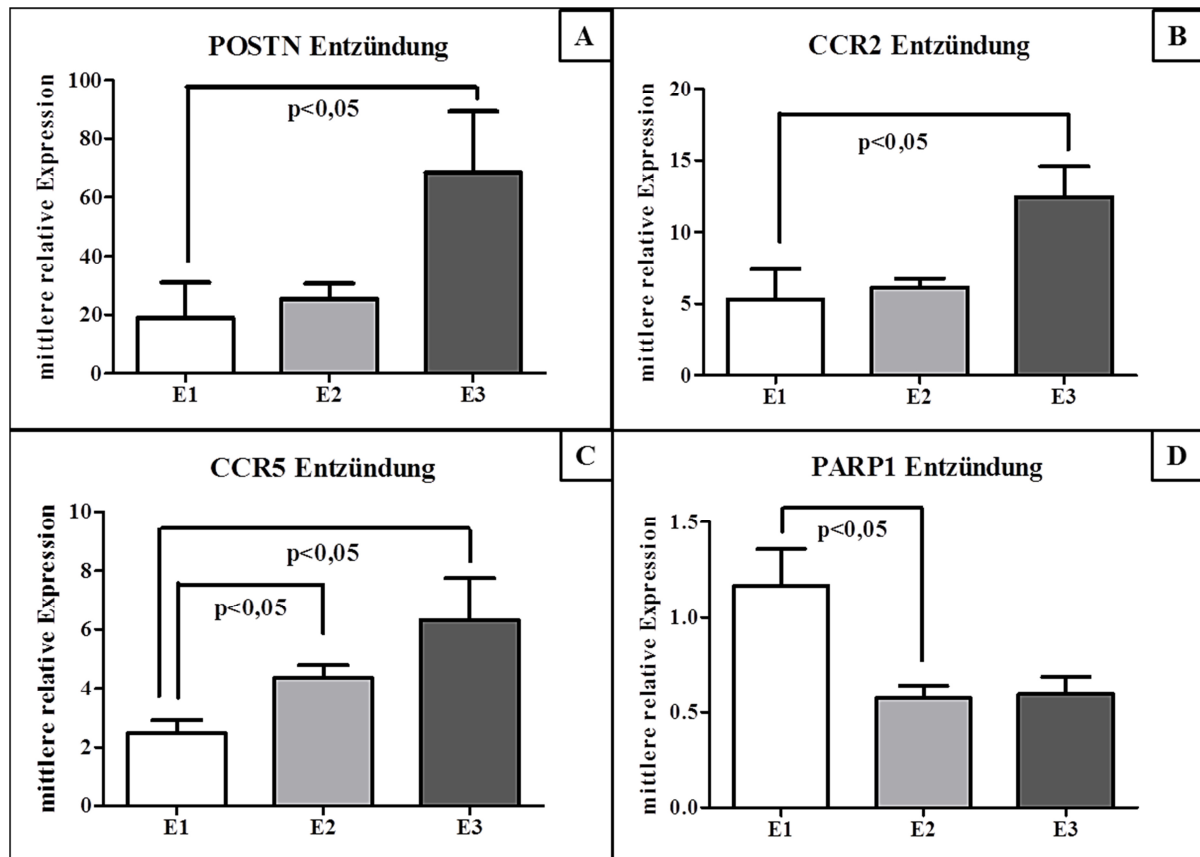 POSTN Entzündung
A
mittlere relative Expression
100
80
60
40
20
0
p<0,05
E1 E2 E3
CCR2 Entzündung
B
mittlere relative Expression
20
15
10
5
0
p<0,05
E1 E2 E3
CCR5 Entzündung
C
mittlere relative Expression
10
8
6
4
2
0
p<0,05
p<0,05
E1 E2 E3
PARP1 Entzündung
D
mittlere relative Expression
1.5
1.0
0.5
0.0
p<0,05
E1 E2 E3